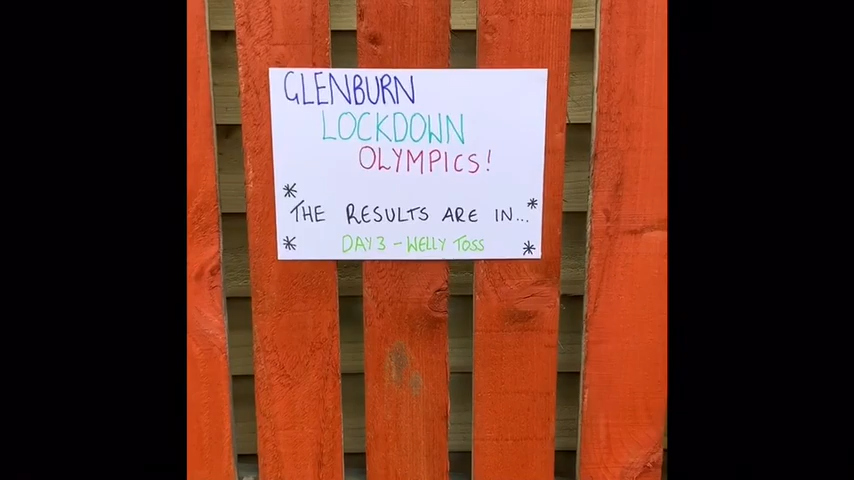 GLENBURN
LOCKDOWN
OLYMPICS!
THE RESULTS ARE IN...
DAY 3 - WELLY TOSS